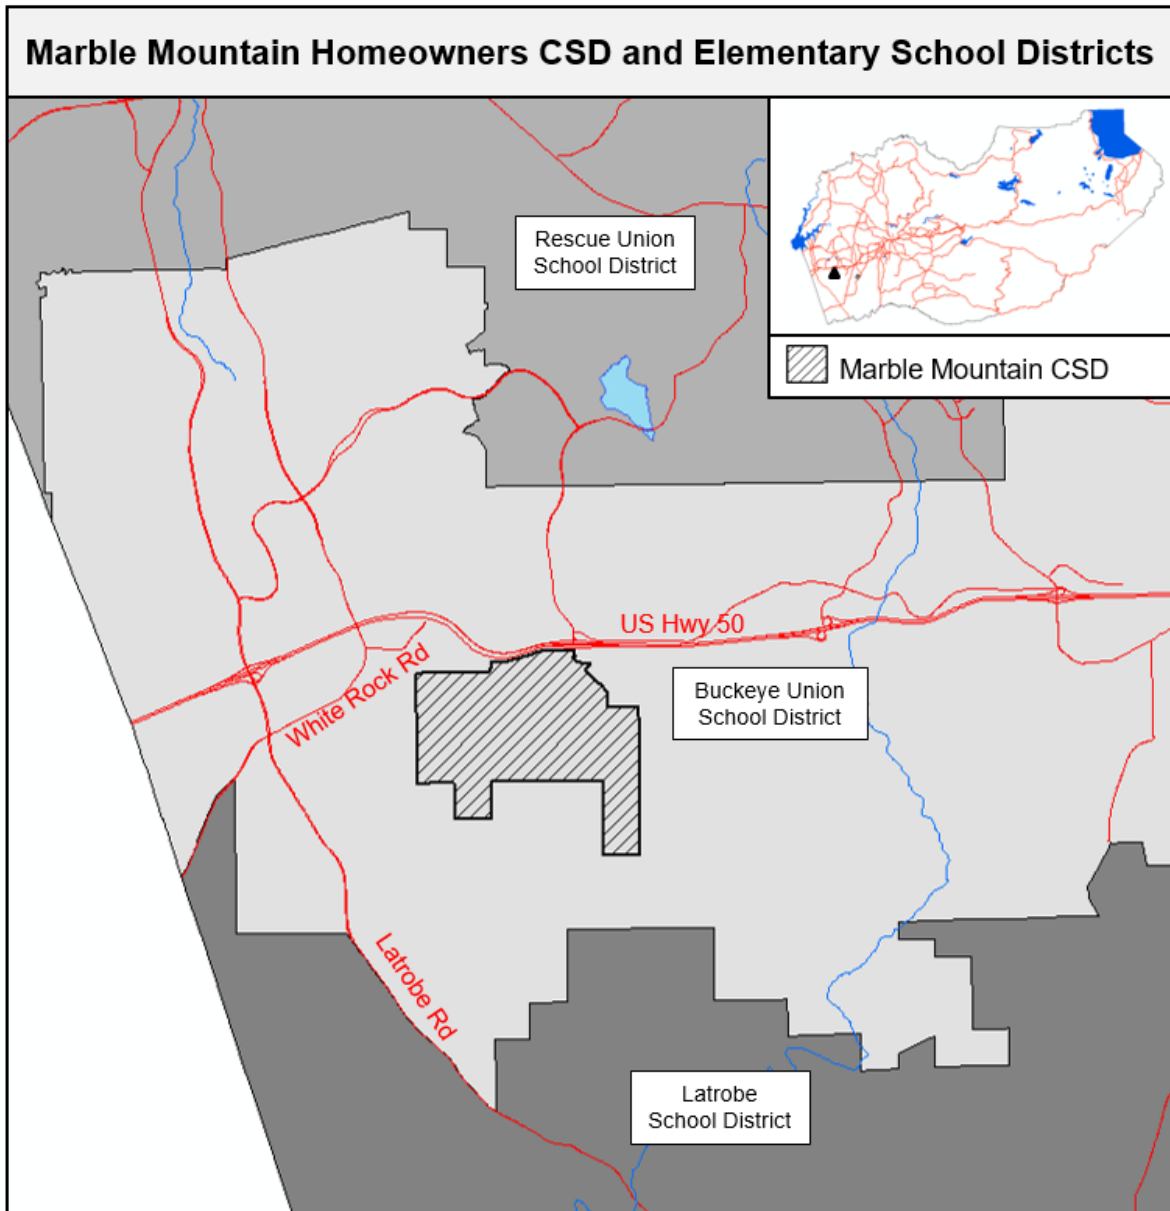 Marble Mountain Homeowners CSD and Elementary School Districts
Rescue Union
School District
Marble Mountain CSD
US Hwy 50
White Rock Rd
Buckeye Union
School District
Latrobe Rd
Latrobe
School District